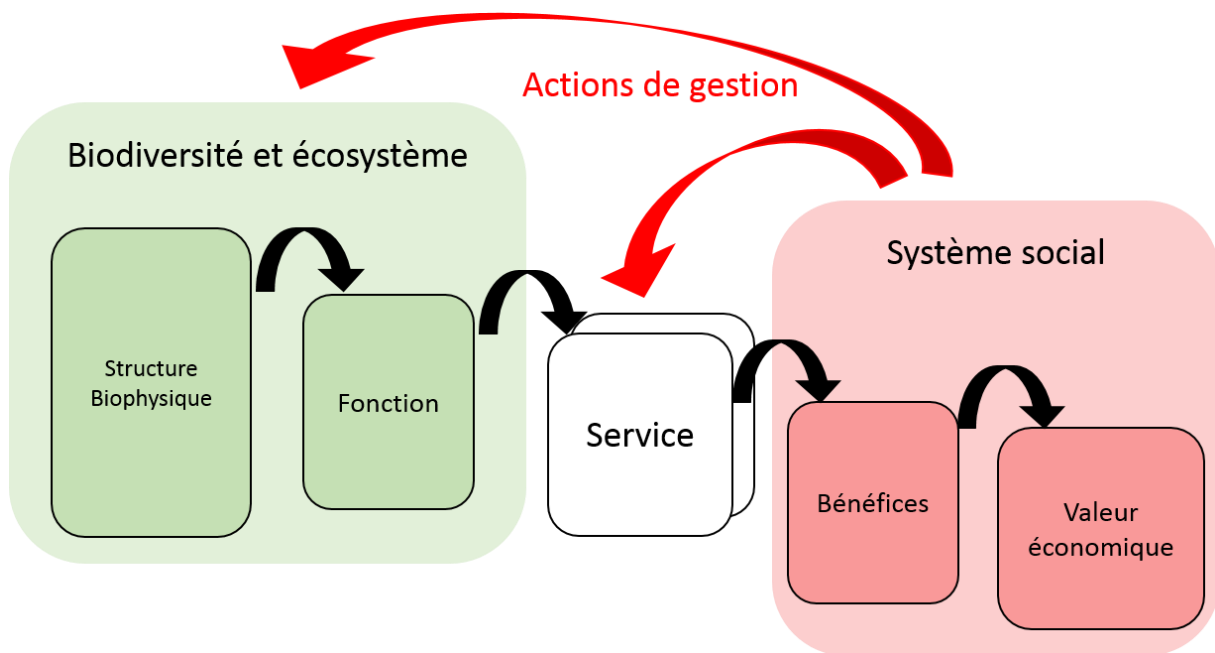 Actions de gestion
Biodiversité et écosystème
Système social
Structure
Biophysique
Fonction
Service
Bénéfices
Valeur
économique